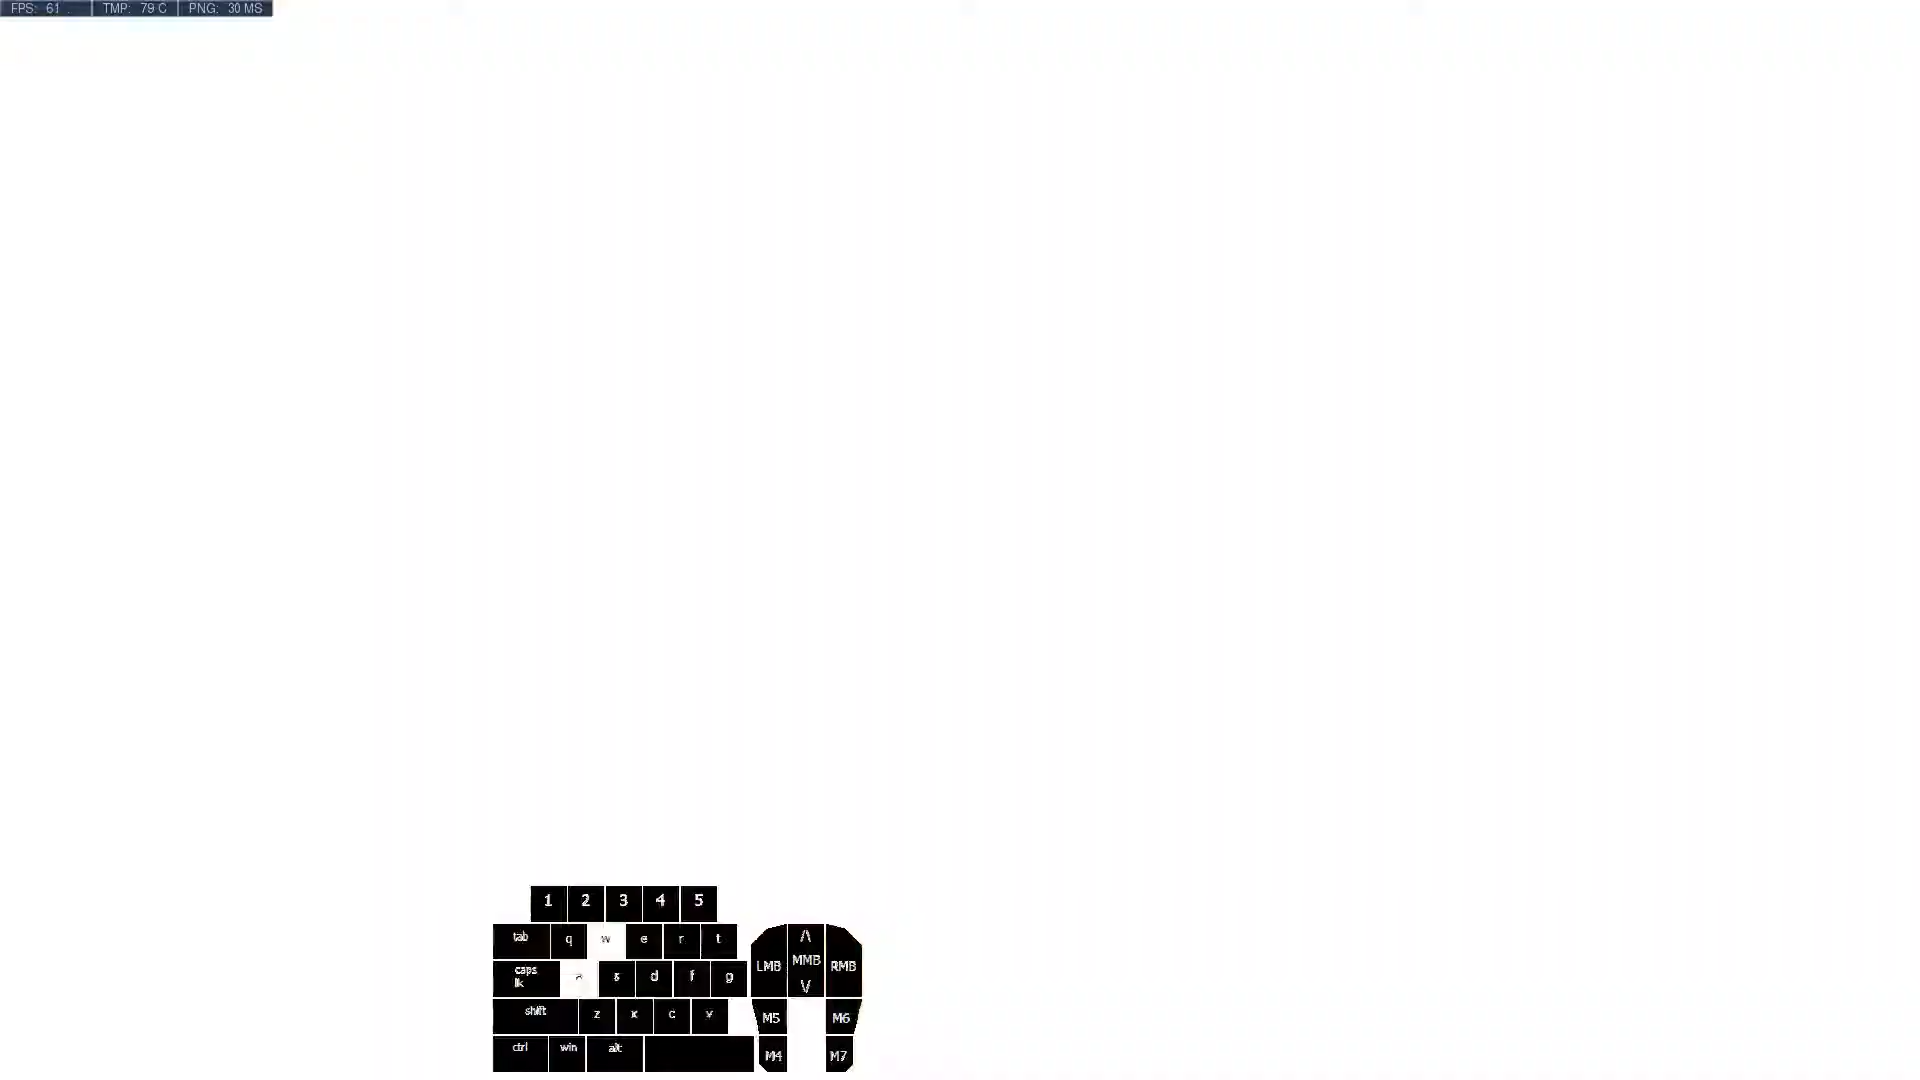 FPS: 61 | TMP: 79 C | PNG: 30 MS
1 2 3 4 5
tab q w e r t
caps lk a s d f g
shift z x c v
ctrl win alt
/\
LMB MMB RMB
\/
M5 M6
M4 M7